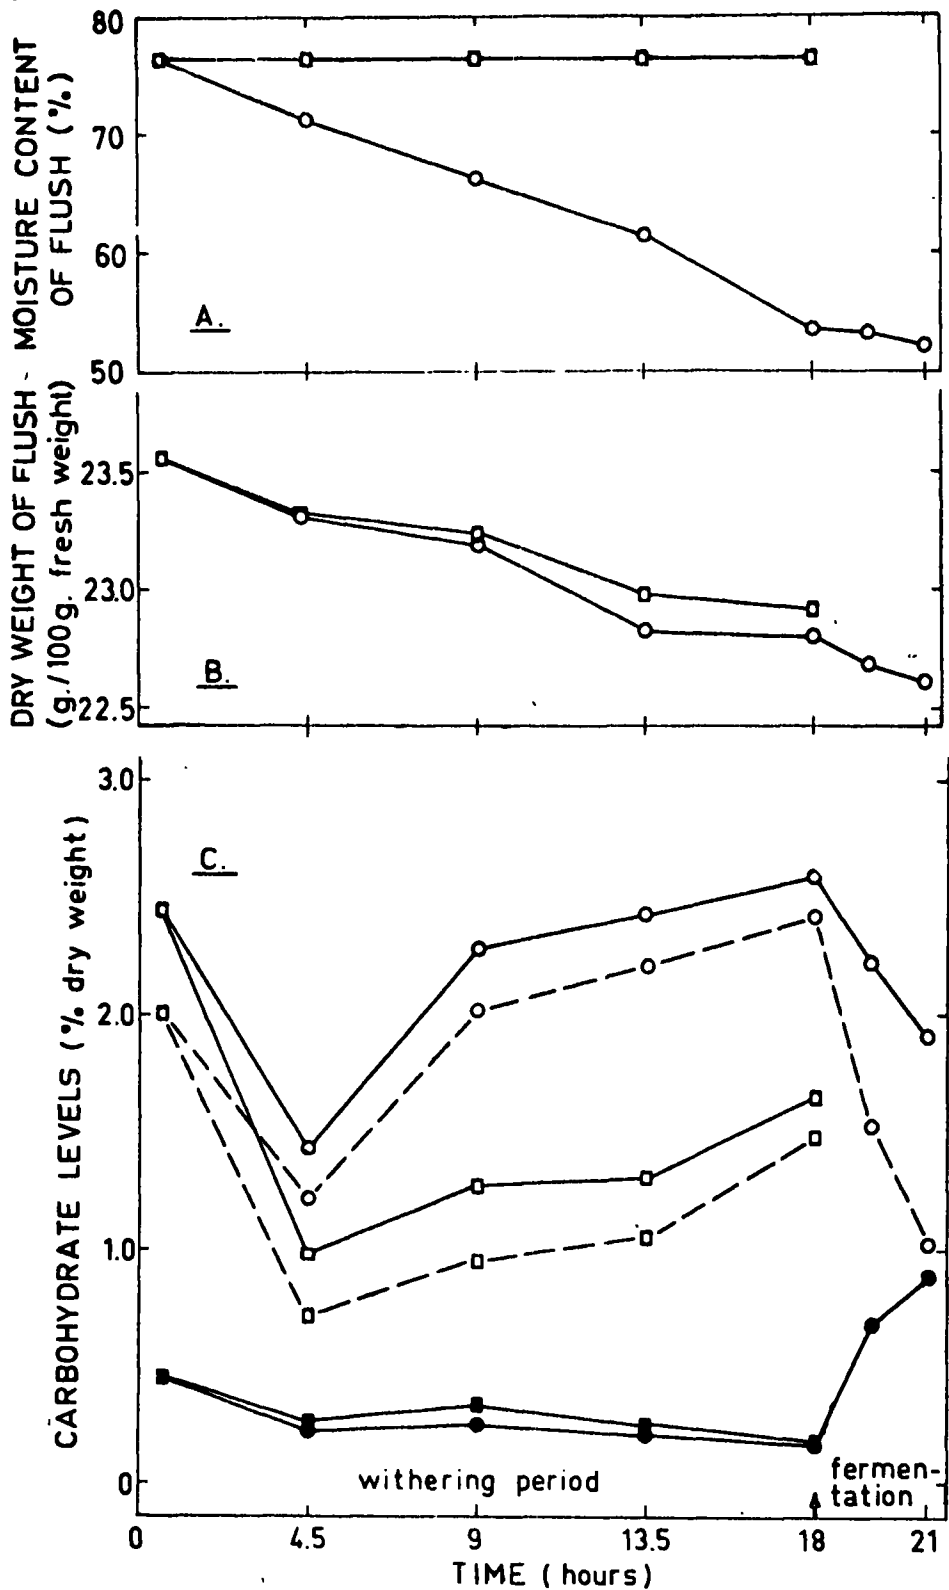 MOISTURE CONTENT
OF FLUSH (%)
80
70
60
50
A.
DRY WEIGHT OF FLUSH -
(g./100g. fresh weight)
23.5
23.0
22.5
B.
CARBOHYDRATE LEVELS (% dry weight)
3.0
2.0
1.0
0
C.
withering period
fermen-
tation
0 4.5 9 13.5 18 21
TIME (hours)